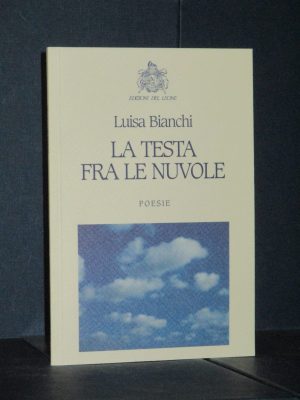 EDIZIONI DEL LEONE
Luisa Bianchi
LA TESTA
FRA LE NUVOLE
POESIE